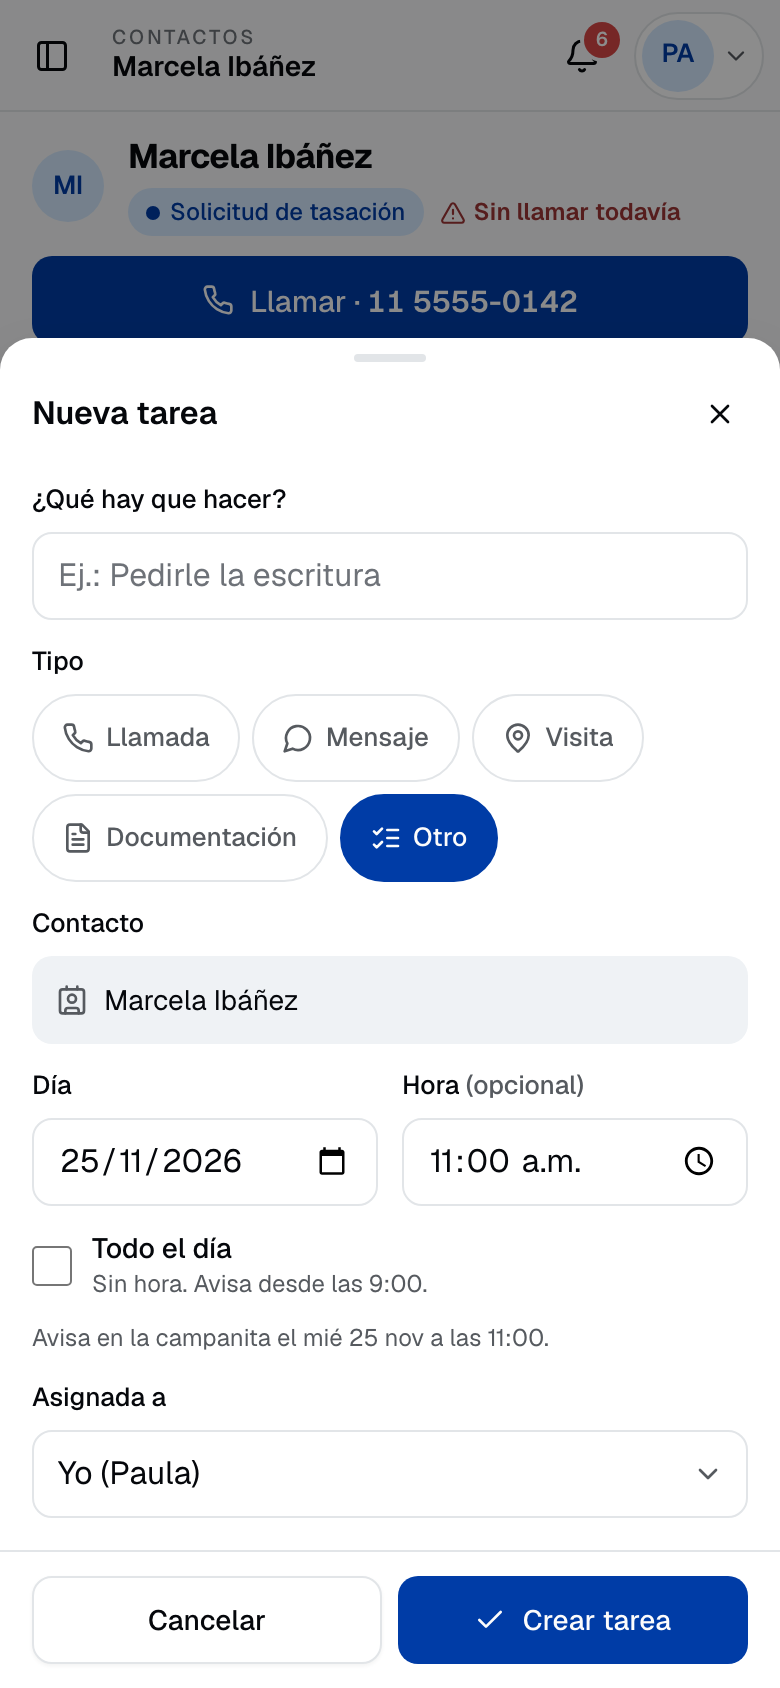 CONTACTOS
Marcela Ibáñez
6
PA
MI
Marcela Ibáñez
Solicitud de tasación
Sin llamar todavía
Llamar · 11 5555-0142
Nueva tarea
¿Qué hay que hacer?
Ej.: Pedirle la escritura
Tipo
Llamada
Mensaje
Visita
Documentación
Otro
Contacto
Marcela Ibáñez
Día
Hora (opcional)
25/11/2026
11:00 a.m.
Todo el día
Sin hora. Avisa desde las 9:00.
Avisa en la campanita el mié 25 nov a las 11:00.
Asignada a
Yo (Paula)
Cancelar
Crear tarea